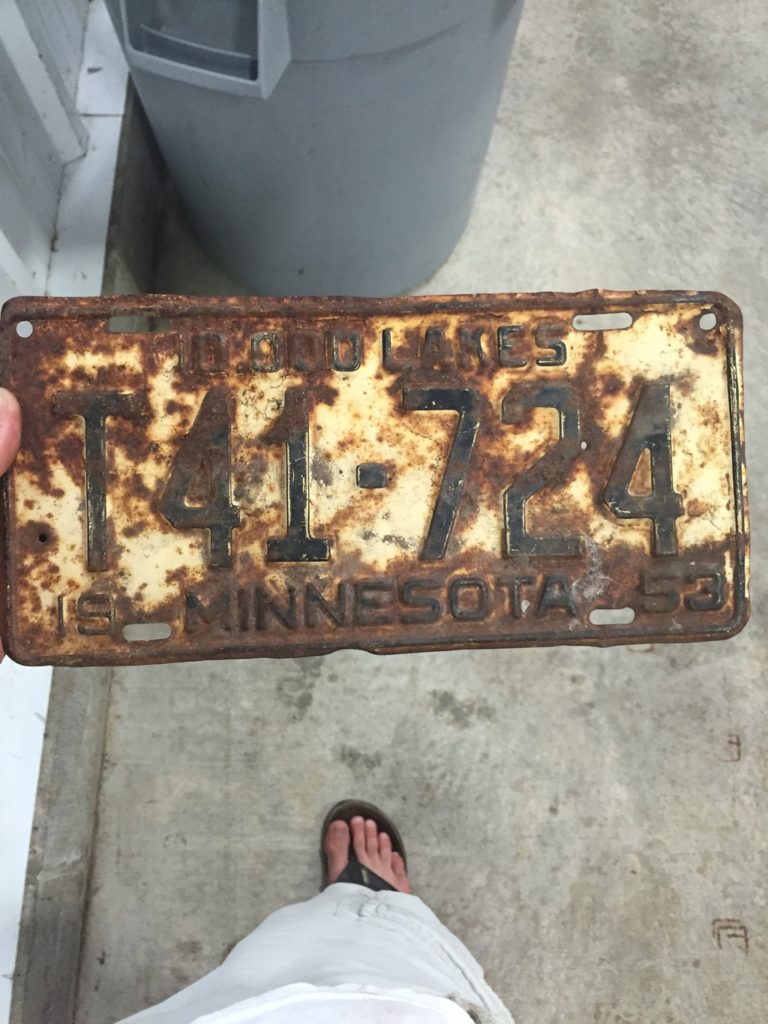 10.000 LAKES
T41-724
19 MINNESOTA 53